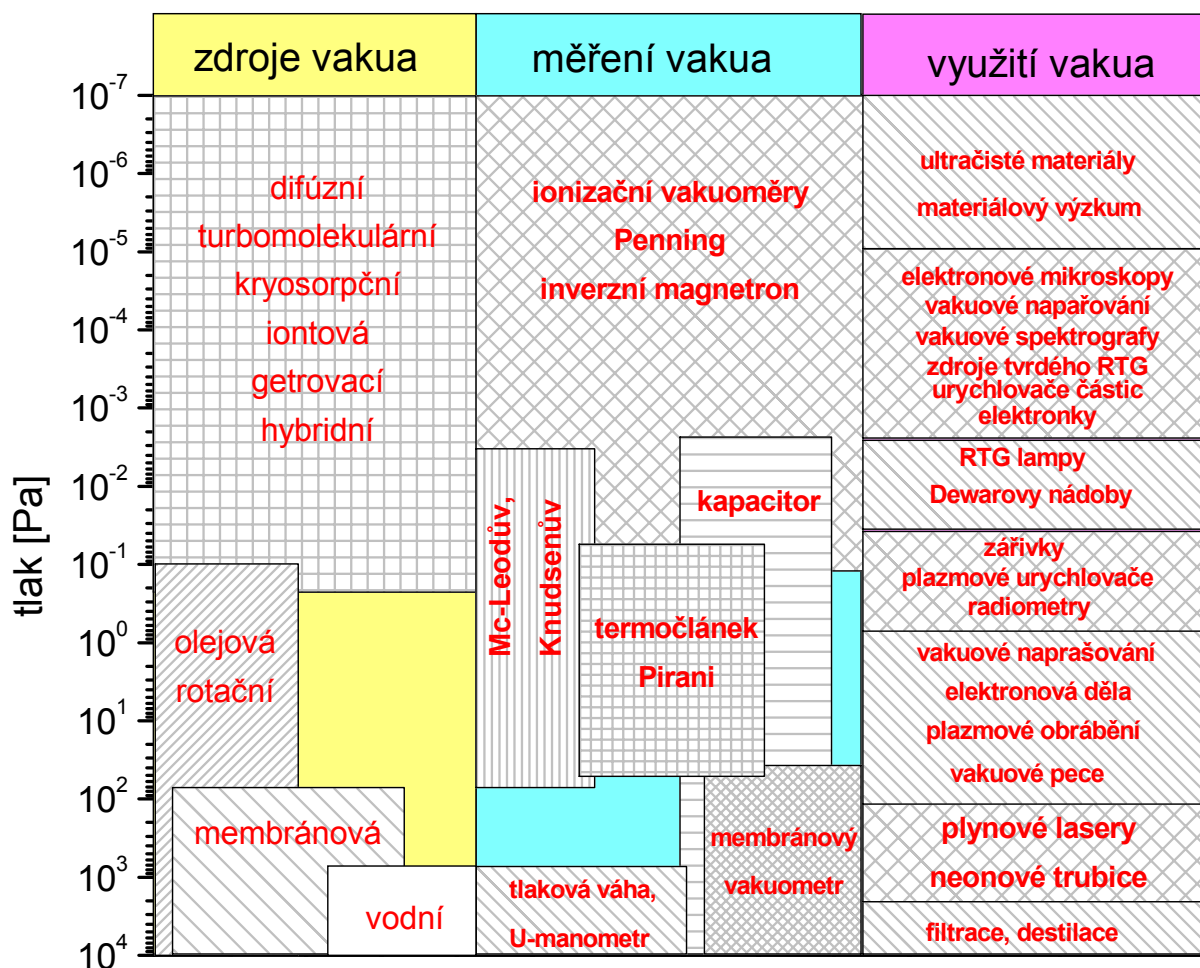 zdroje vakua
měření vakua
využití vakua
tlak [Pa]
10⁻⁷
10⁻⁶
10⁻⁵
10⁻⁴
10⁻³
10⁻²
10⁻¹
10⁰
10¹
10²
10³
10⁴
difúzní
turbomolekulární
kryosorpční
iontová
getrovací
hybridní
olejová
rotační
membránová
vodní
ionizační vakuoměry
Penning
inverzní magnetron
Mc-Leodův,
Knudsenův
kapacitor
termočlánek
Pirani
membránový
vakuometr
tlaková váha,
U-manometr
ultračisté materiály
materiálový výzkum
elektronové mikroskopy
vakuové napařování
vakuové spektrografy
zdroje tvrdého RTG
urychlovače částic
elektronky
RTG lampy
Dewarovy nádoby
zářivky
plazmové urychlovače
radiometry
vakuové naprašování
elektronová děla
plazmové obrábění
vakuové pece
plynové lasery
neonové trubice
filtrace, destilace